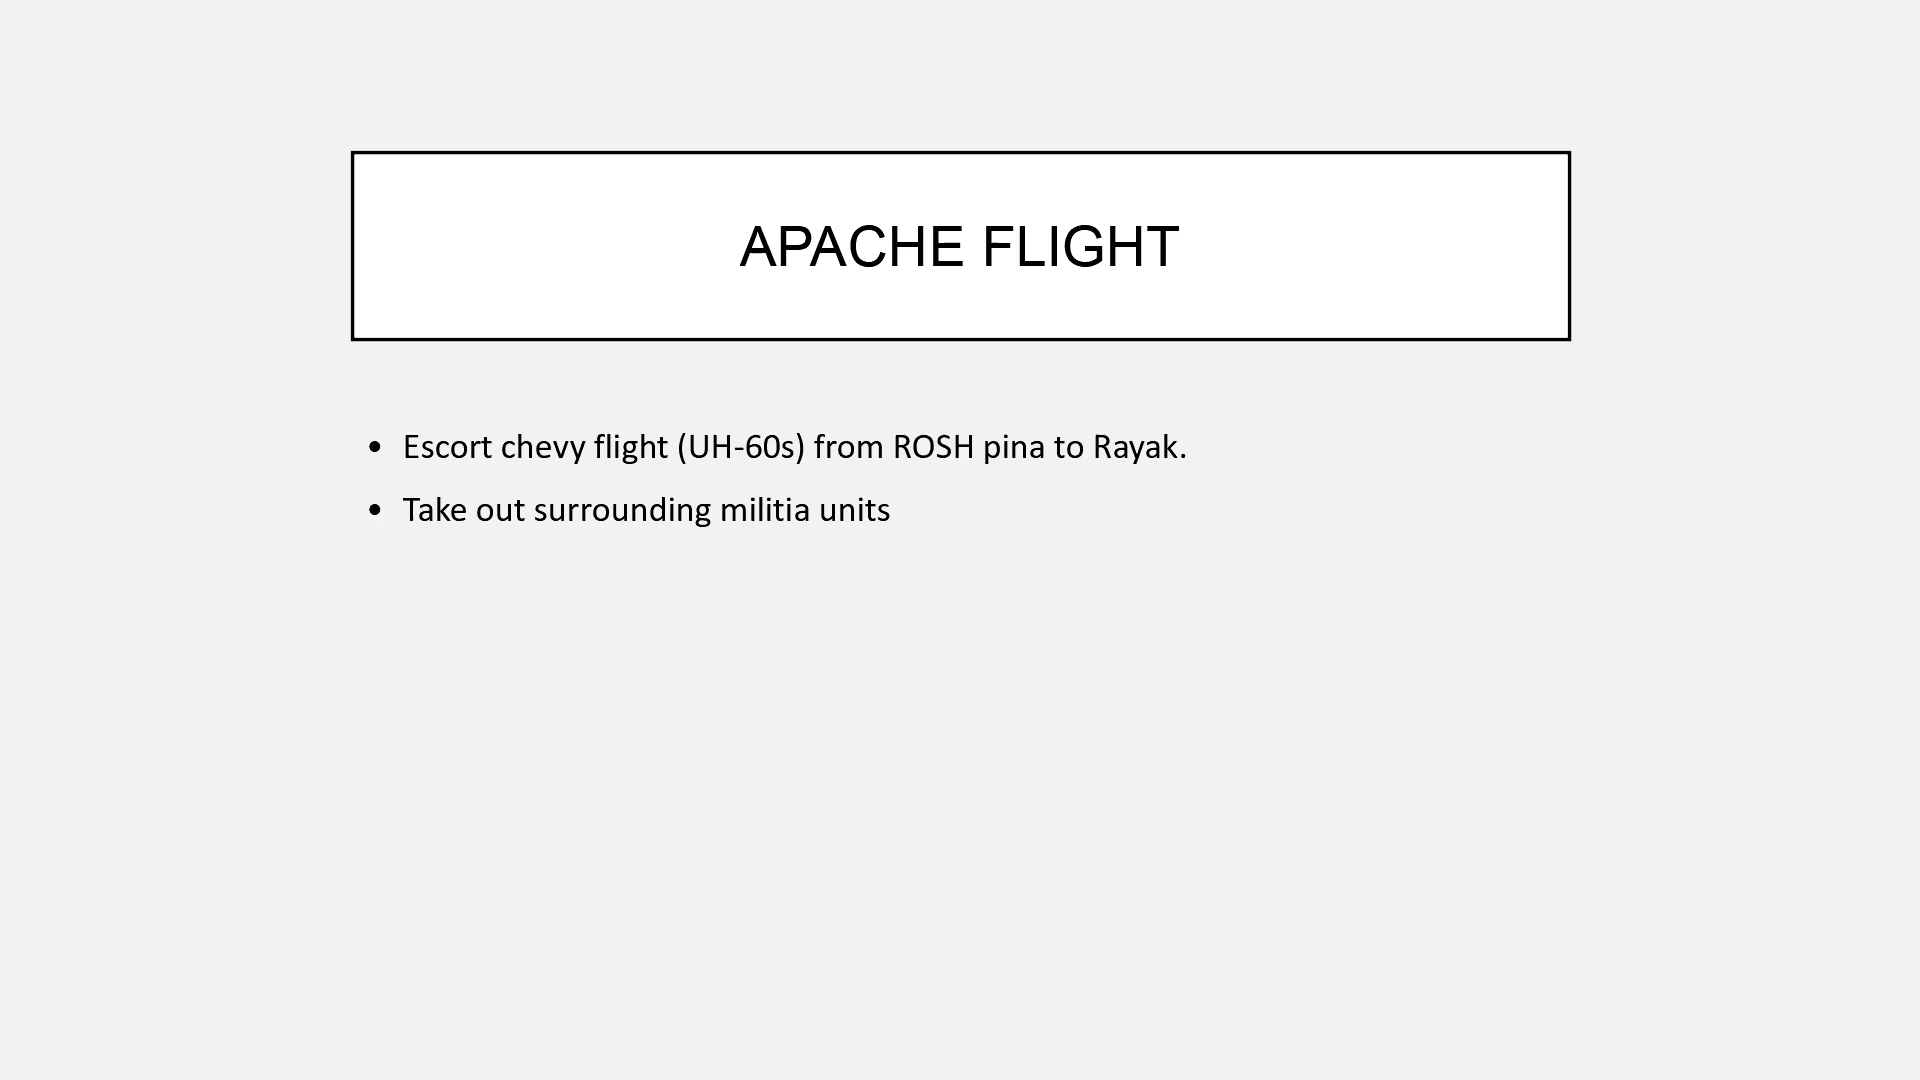 APACHE FLIGHT
• Escort chevy flight (UH-60s) from ROSH pina to Rayak.
• Take out surrounding militia units